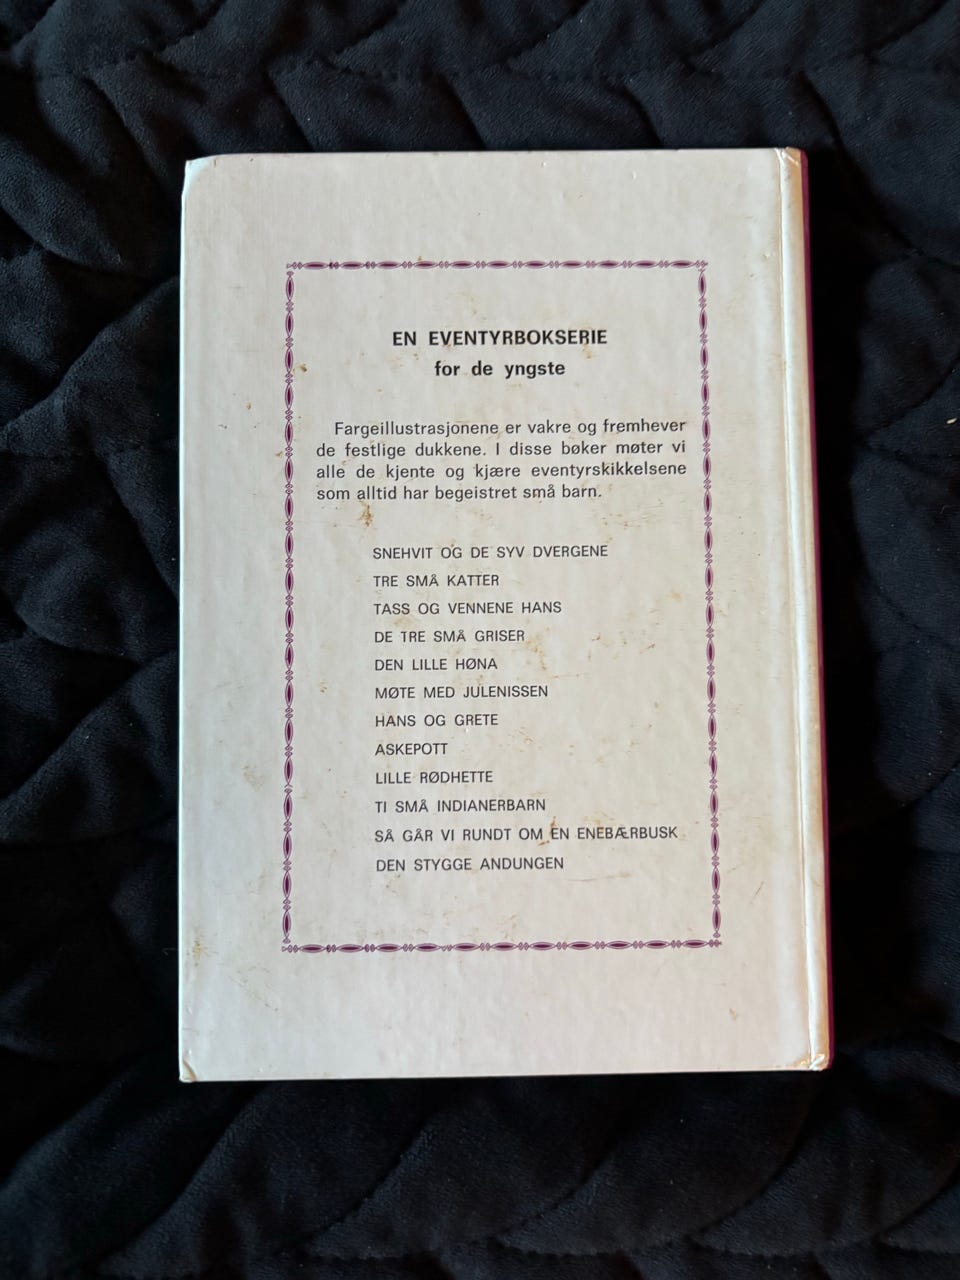 EN EVENTYRBOKSERIE
for de yngste
Fargeillustrasjonene er vakre og fremhever
de festlige dukkene. I disse bøker møter vi
alle de kjente og kjære eventyrskikkelsene
som alltid har begeistret små barn.
SNEHVIT OG DE SYV DVERGENE
TRE SMÅ KATTER
TASS OG VENNENE HANS
DE TRE SMÅ GRISER
DEN LILLE HØNA
MØTE MED JULENISSEN
HANS OG GRETE
ASKEPOTT
LILLE RØDHETTE
TI SMÅ INDIANERBARN
SÅ GÅR VI RUNDT OM EN ENEBÆRBUSK
DEN STYGGE ANDUNGEN